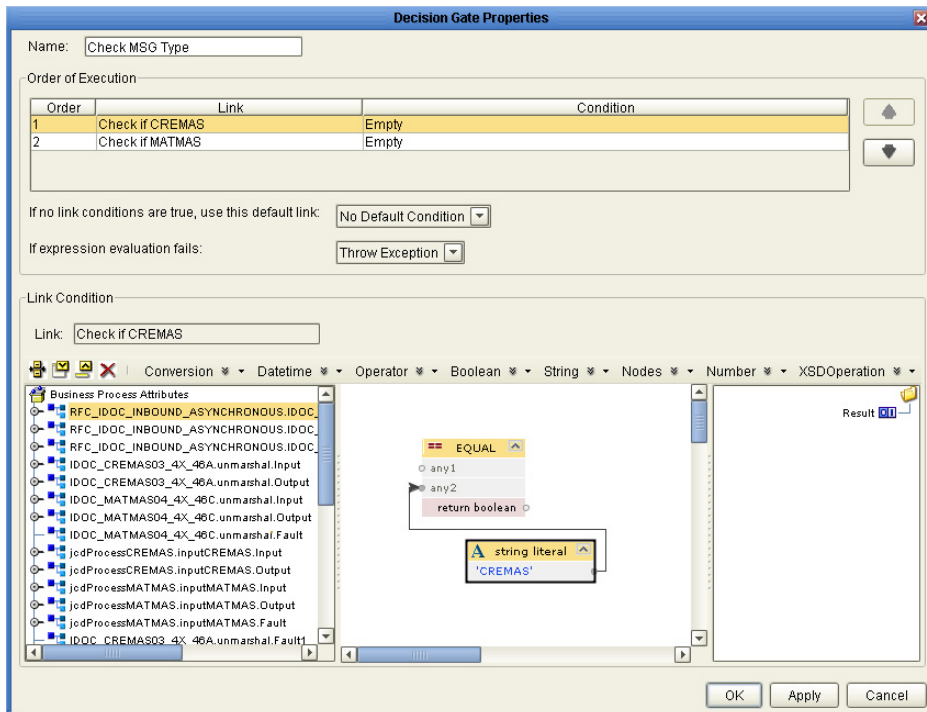 Decision Gate Properties
Name: Check MSG Type
Order of Execution
Order Link Condition
1 Check if CREMAS Empty
2 Check if MATMAS Empty
If no link conditions are true, use this default link: No Default Condition
If expression evaluation fails: Throw Exception
Link Condition
Link: Check if CREMAS
Conversion Datetime Operator Boolean String Nodes Number XSDOperation
Business Process Attributes
RFC_IDOC_INBOUND_ASYNCHRONOUS.IDOC_
RFC_IDOC_INBOUND_ASYNCHRONOUS.IDOC_
RFC_IDOC_INBOUND_ASYNCHRONOUS.IDOC_
IDOC_CREMAS03_4X_46A.unmarshal.Input
IDOC_CREMAS03_4X_46A.unmarshal.Output
IDOC_MATMAS04_4X_46C.unmarshal.Input
IDOC_MATMAS04_4X_46C.unmarshal.Output
IDOC_MATMAS04_4X_46C.unmarshal.Fault
jcdProcessCREMAS.inputCREMAS.Input
jcdProcessCREMAS.inputCREMAS.Output
jcdProcessMATMAS.inputMATMAS.Input
jcdProcessMATMAS.inputMATMAS.Output
jcdProcessMATMAS.inputMATMAS.Fault
IDOC_CREMAS03_4X_46A.unmarshal.Fault1
== EQUAL
any1
any2
return boolean
A string literal
'CREMAS'
Result
OK Apply Cancel